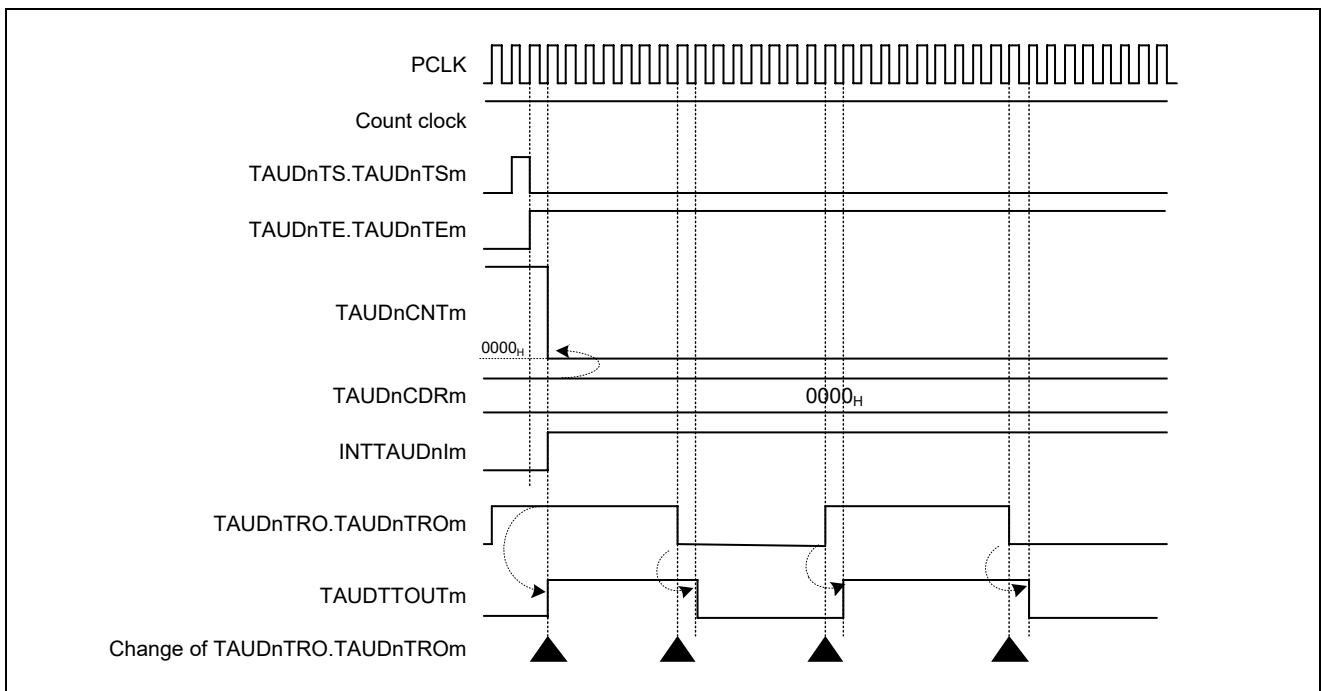 PCLK
Count clock
TAUDnTS.TAUDnTSm
TAUDnTE.TAUDnTEm
TAUDnCNTm
0000H
TAUDnCDRm
0000H
INTTAUDnIm
TAUDnTRO.TAUDnTROm
TAUDTTOUTm
Change of TAUDnTRO.TAUDnTROm